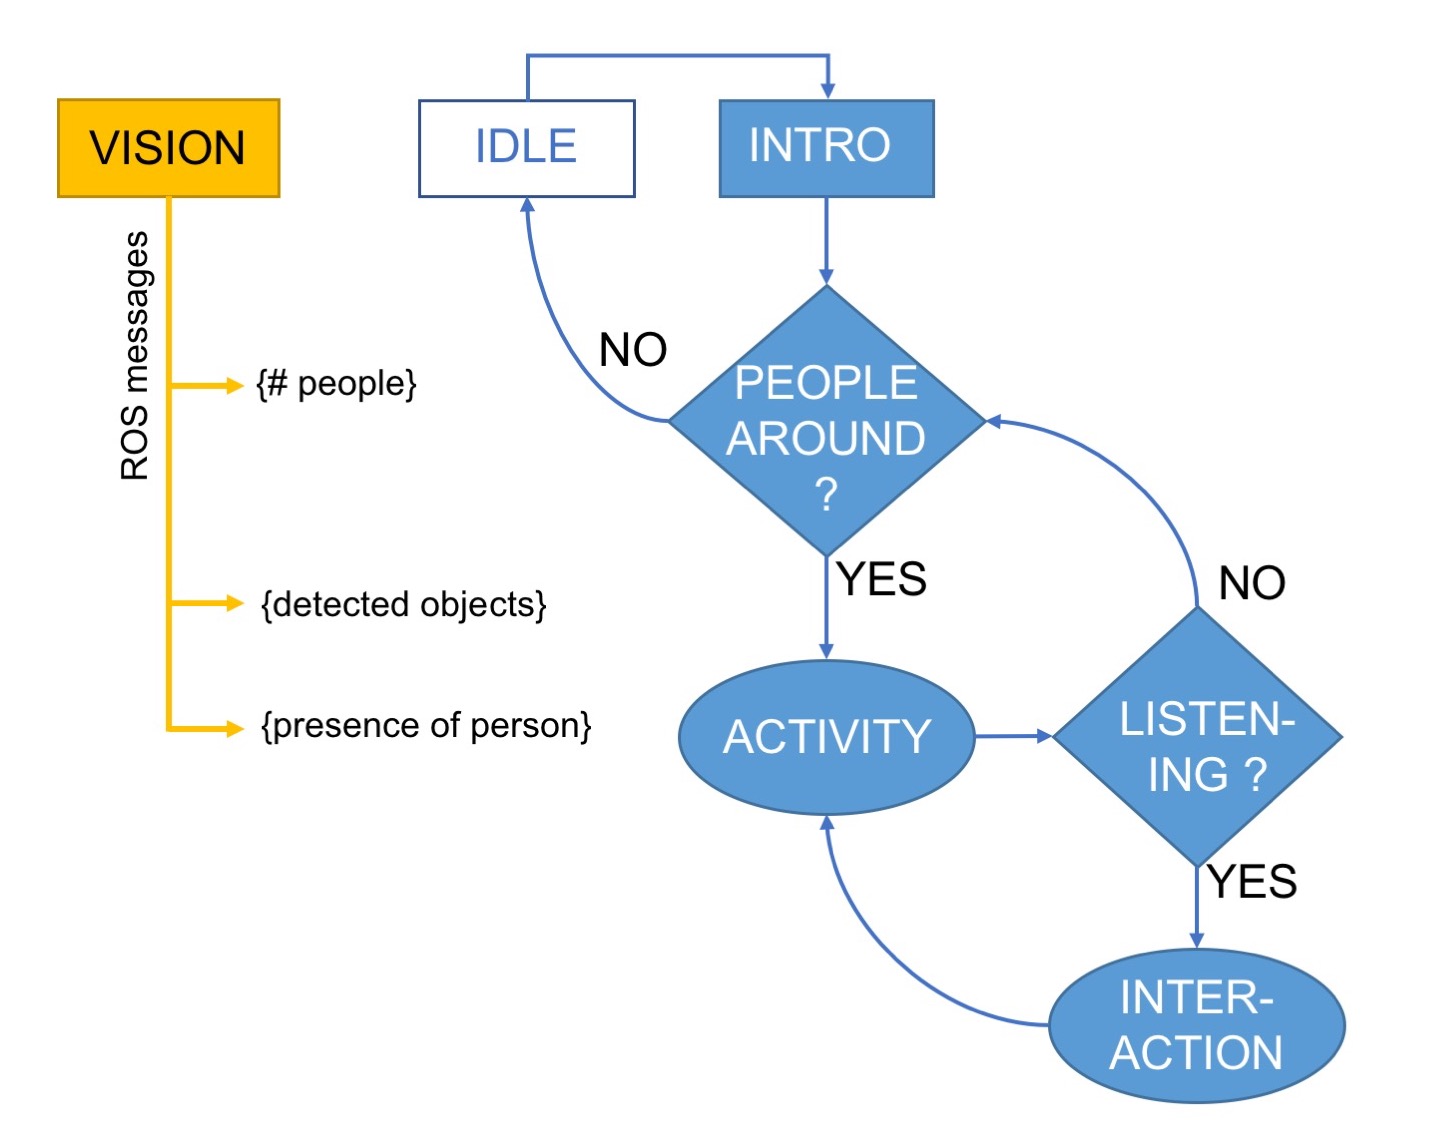 VISION
IDLE
INTRO
ROS messages
{# people}
{detected objects}
{presence of person}
NO
PEOPLE
AROUND
?
YES
NO
ACTIVITY
LISTEN-
ING ?
YES
INTER-
ACTION